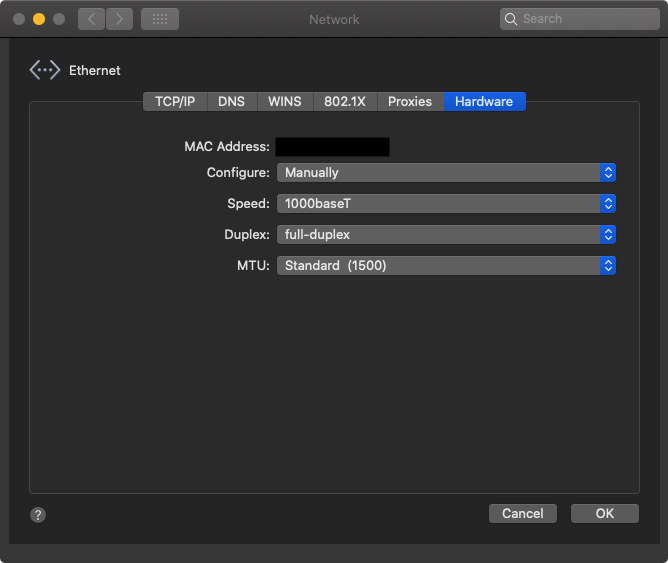 Network
Search
Ethernet
TCP/IP DNS WINS 802.1X Proxies Hardware
MAC Address:
Configure: Manually
Speed: 1000baseT
Duplex: full-duplex
MTU: Standard (1500)
? Cancel OK